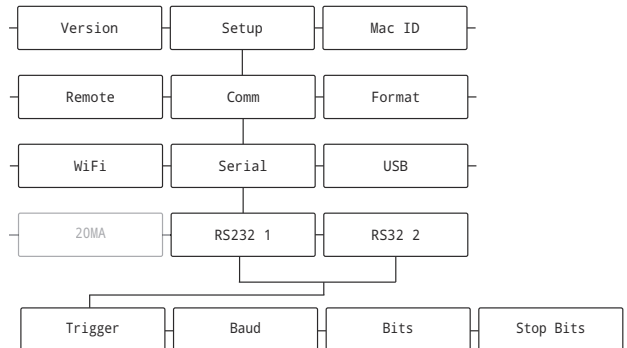 Version Setup Mac ID
Remote Comm Format
WiFi Serial USB
20MA RS232 1 RS32 2
Trigger Baud Bits Stop Bits